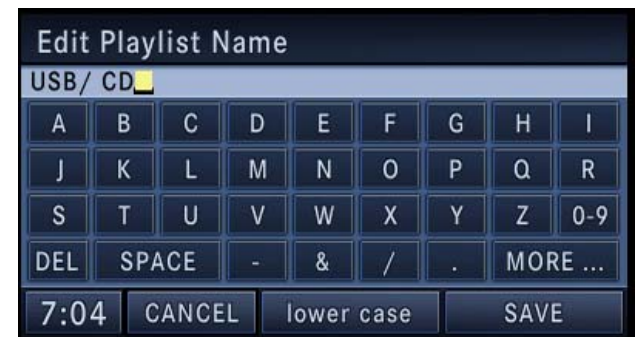 Edit Playlist Name
USB/ CD
A B C D E F G H I
J K L M N O P Q R
S T U V W X Y Z 0-9
DEL SPACE - & / . MORE ...
7:04 CANCEL lower case SAVE